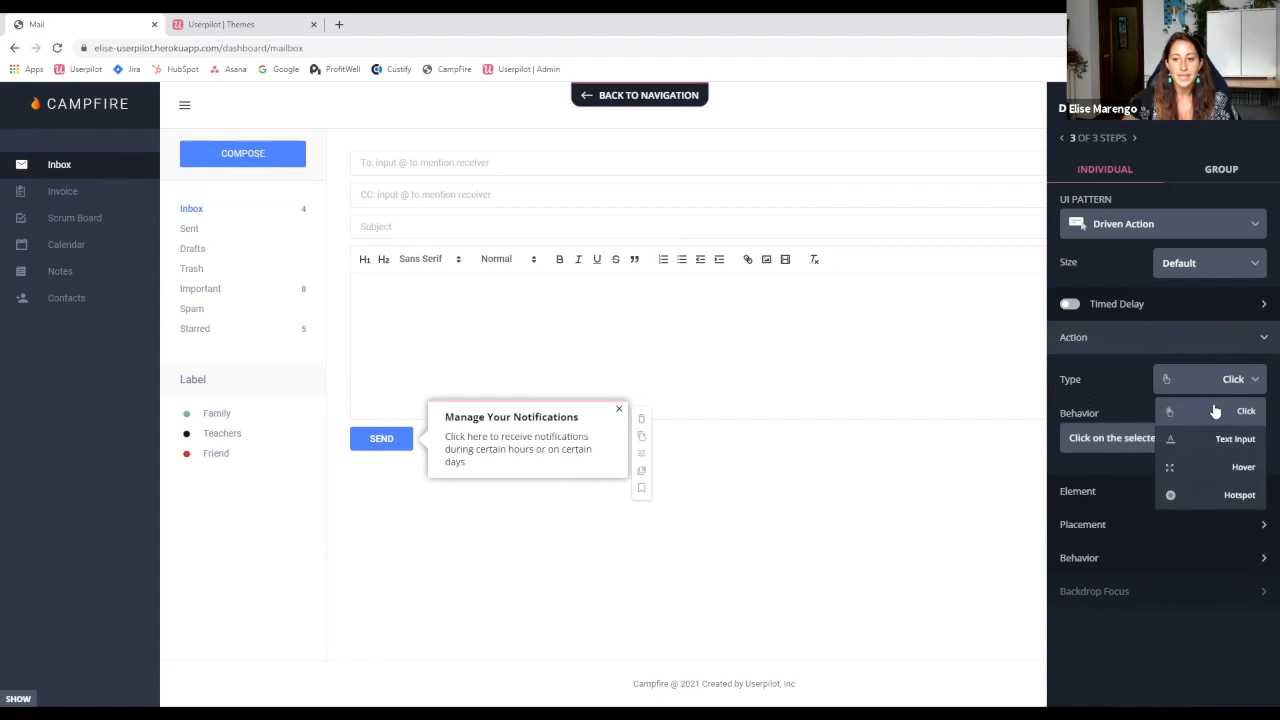 Mail
Userpilot | Themes
elise-userpilot.herokuapp.com/dashboard/mailbox
Apps
Userpilot
Jira
HubSpot
Asana
Google
ProfitWell
Custify
CampFire
Userpilot | Admin
Elise Marengo
CAMPFIRE
BACK TO NAVIGATION
Inbox
Invoice
Scrum Board
Calendar
Notes
Contacts
SHOW
COMPOSE
Inbox 4
Sent
Drafts
Trash
Important 8
Spam
Starred 5
Label
Family
Teachers
Friend
To: input @ to mention receiver
CC: input @ to mention receiver
Subject
H1 H2 Sans Serif Normal B I U S
SEND
Manage Your Notifications
Click here to receive notifications
during certain hours or on certain
days
Campfire @ 2021 Created by Userpilot, Inc
3 OF 3 STEPS
INDIVIDUAL GROUP
UI PATTERN
Driven Action
Size Default
Timed Delay
Action
Type Click
Behavior
Click on the selecte
Click
Text Input
Hover
Hotspot
Element
Placement
Behavior
Backdrop Focus